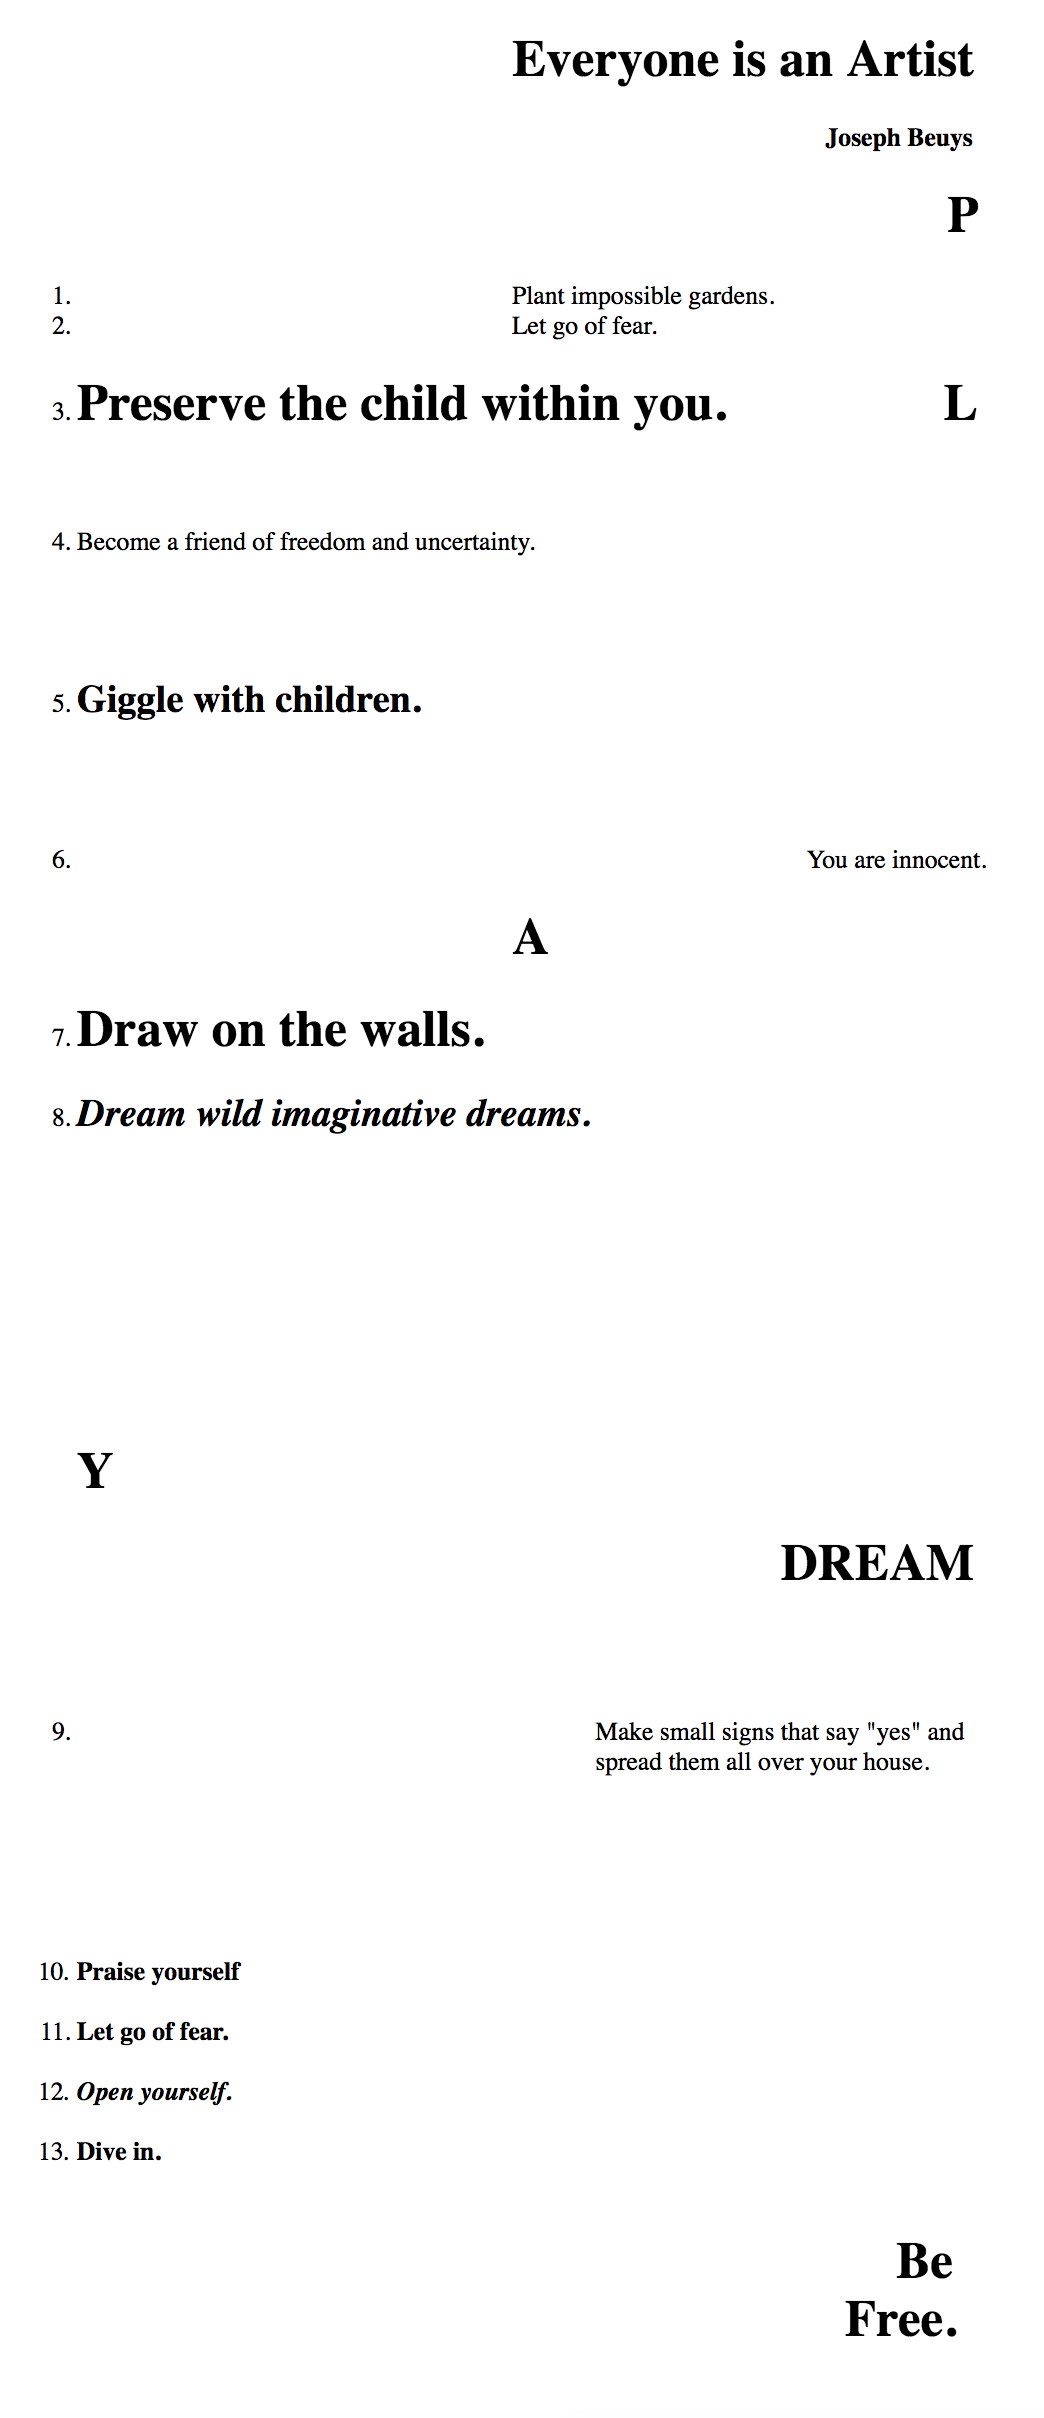 Everyone is an Artist
Joseph Beuys
P
1. Plant impossible gardens.
2. Let go of fear.
3. Preserve the child within you. L
4. Become a friend of freedom and uncertainty.
5. Giggle with children.
6. You are innocent.
A
7. Draw on the walls.
8. Dream wild imaginative dreams.
Y
DREAM
9. Make small signs that say "yes" and
spread them all over your house.
10. Praise yourself
11. Let go of fear.
12. Open yourself.
13. Dive in.
Be
Free.